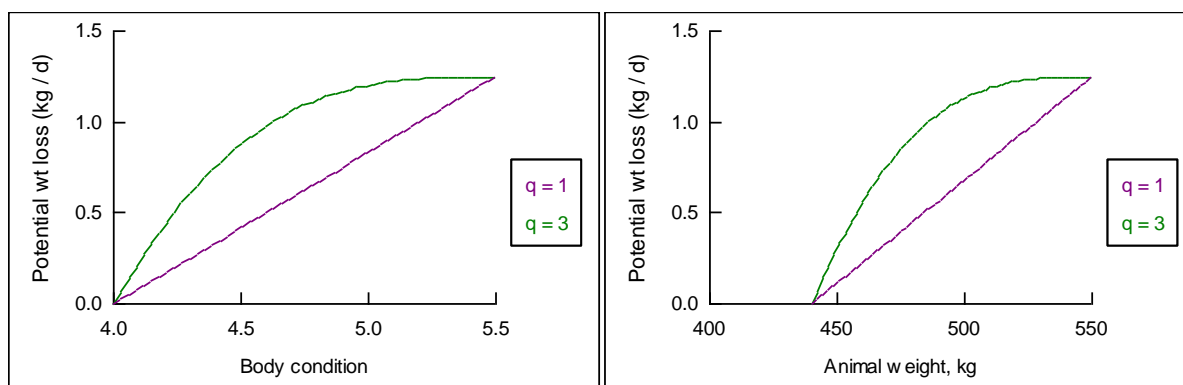 Potential wt loss (kg / d)
1.5
1.0
0.5
0.0
4.0 4.5 5.0 5.5
Body condition
q = 1
q = 3
Potential wt loss (kg / d)
1.5
1.0
0.5
0.0
400 450 500 550
Animal weight, kg
q = 1
q = 3